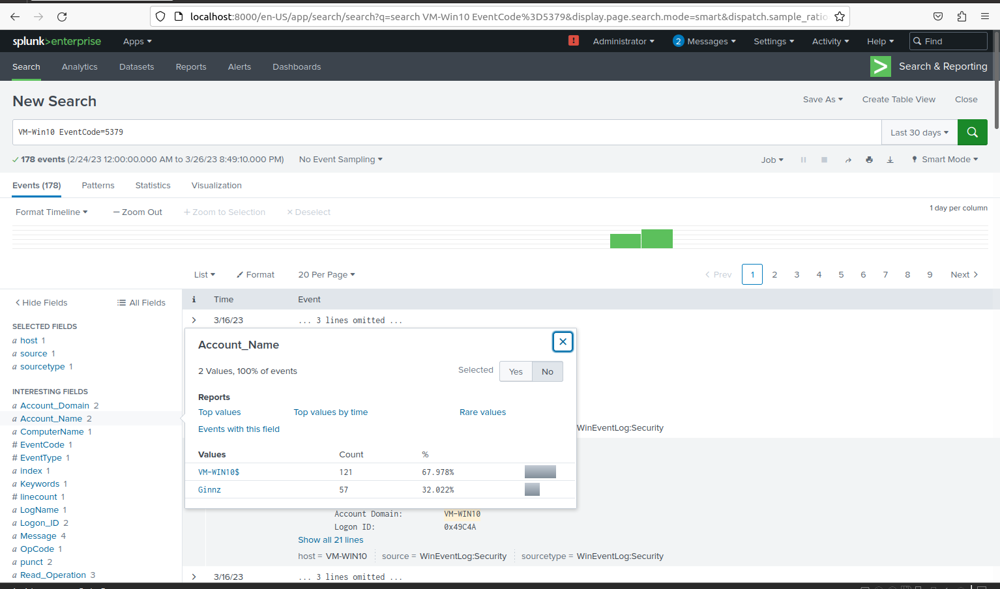 localhost:8000/en-US/app/search/search?q=search VM-Win10 EventCode%3D5379&display.page.search.mode=smart&dispatch.sample_ratio
splunk>enterprise Apps Administrator 2 Messages Settings Activity Help Find
Search Analytics Datasets Reports Alerts Dashboards Search & Reporting
New Search Save As Create Table View Close
VM-Win10 EventCode=5379 Last 30 days
178 events (2/24/23 12:00:00.000 AM to 3/26/23 8:49:10.000 PM) No Event Sampling Job Smart Mode
Events (178) Patterns Statistics Visualization
Format Timeline — Zoom Out + Zoom to Selection × Deselect 1 day per column
List Format 20 Per Page < Prev 1 2 3 4 5 6 7 8 9 Next >
< Hide Fields All Fields i Time Event
> 3/16/23 ... 3 lines omitted ...
SELECTED FIELDS
a host 1
a source 1
a sourcetype 1
INTERESTING FIELDS
a Account_Domain 2
a Account_Name 2
a ComputerName 1
# EventCode 1
# EventType 1
a index 1
a Keywords 1
# linecount 1
a LogName 1
a Logon_ID 2
a Message 4
a OpCode 1
a punct 2
a Read_Operation 3
Account_Name
2 Values, 100% of events Selected Yes No
Reports
Top values Top values by time Rare values
Events with this field
WinEventLog:Security
Values Count %
VM-WIN10$ 121 67.978%
Ginnz 57 32.022%
Account Domain: VM-WIN10
Logon ID: 0x49C4A
Show all 21 lines
host = VM-WIN10 source = WinEventLog:Security sourcetype = WinEventLog:Security
> 3/16/23 ... 3 lines omitted ...